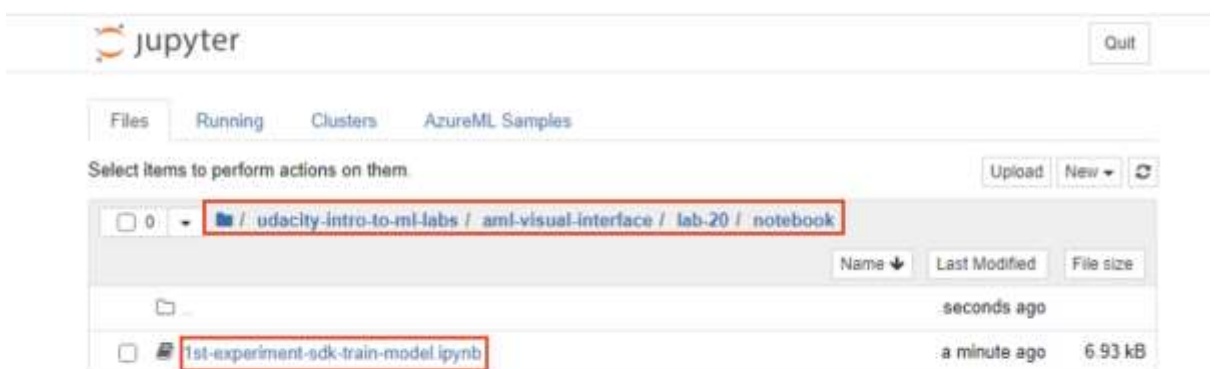 jupyter
Quit
Files Running Clusters AzureML Samples
Select items to perform actions on them.
Upload New
0 / udacity-intro-to-ml-labs / aml-visual-interface / lab-20 / notebook
Name Last Modified File size
.. seconds ago
1st-experiment-sdk-train-model.ipynb a minute ago 6.93 kB